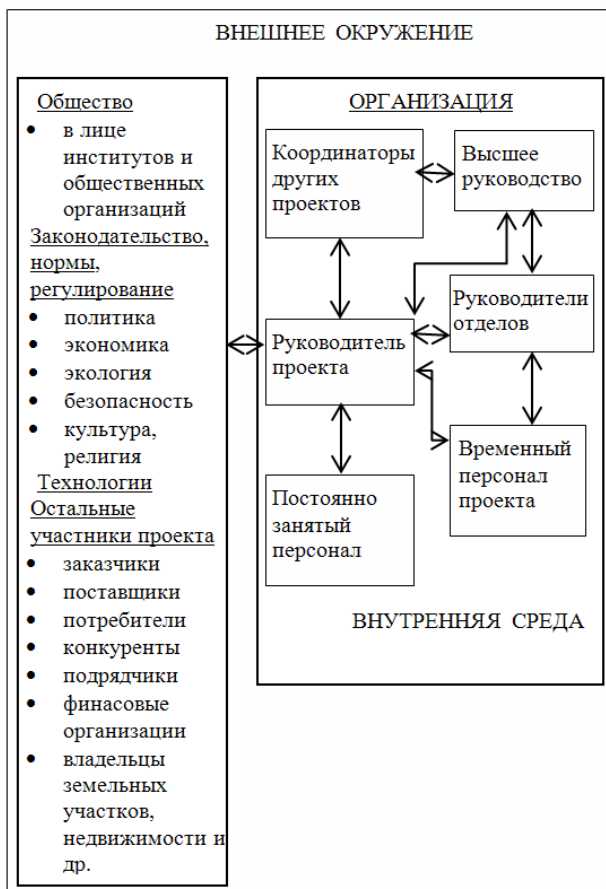 ВНЕШНЕЕ ОКРУЖЕНИЕ
Общество
• в лице
институтов и
общественных
организаций
Законодательство,
нормы,
регулирование
• политика
• экономика
• экология
• безопасность
• культура,
религия
Технологии
Остальные
участники проекта
• заказчики
• поставщики
• потребители
• конкуренты
• подрядчики
• финасовые
организации
• владельцы
земельных
участков,
недвижимости и
др.
ОРГАНИЗАЦИЯ
Координаторы
других
проектов
Высшее
руководство
Руководитель
проекта
Руководители
отделов
Постоянно
занятый
персонал
Временный
персонал
проекта
ВНУТРЕННЯЯ СРЕДА